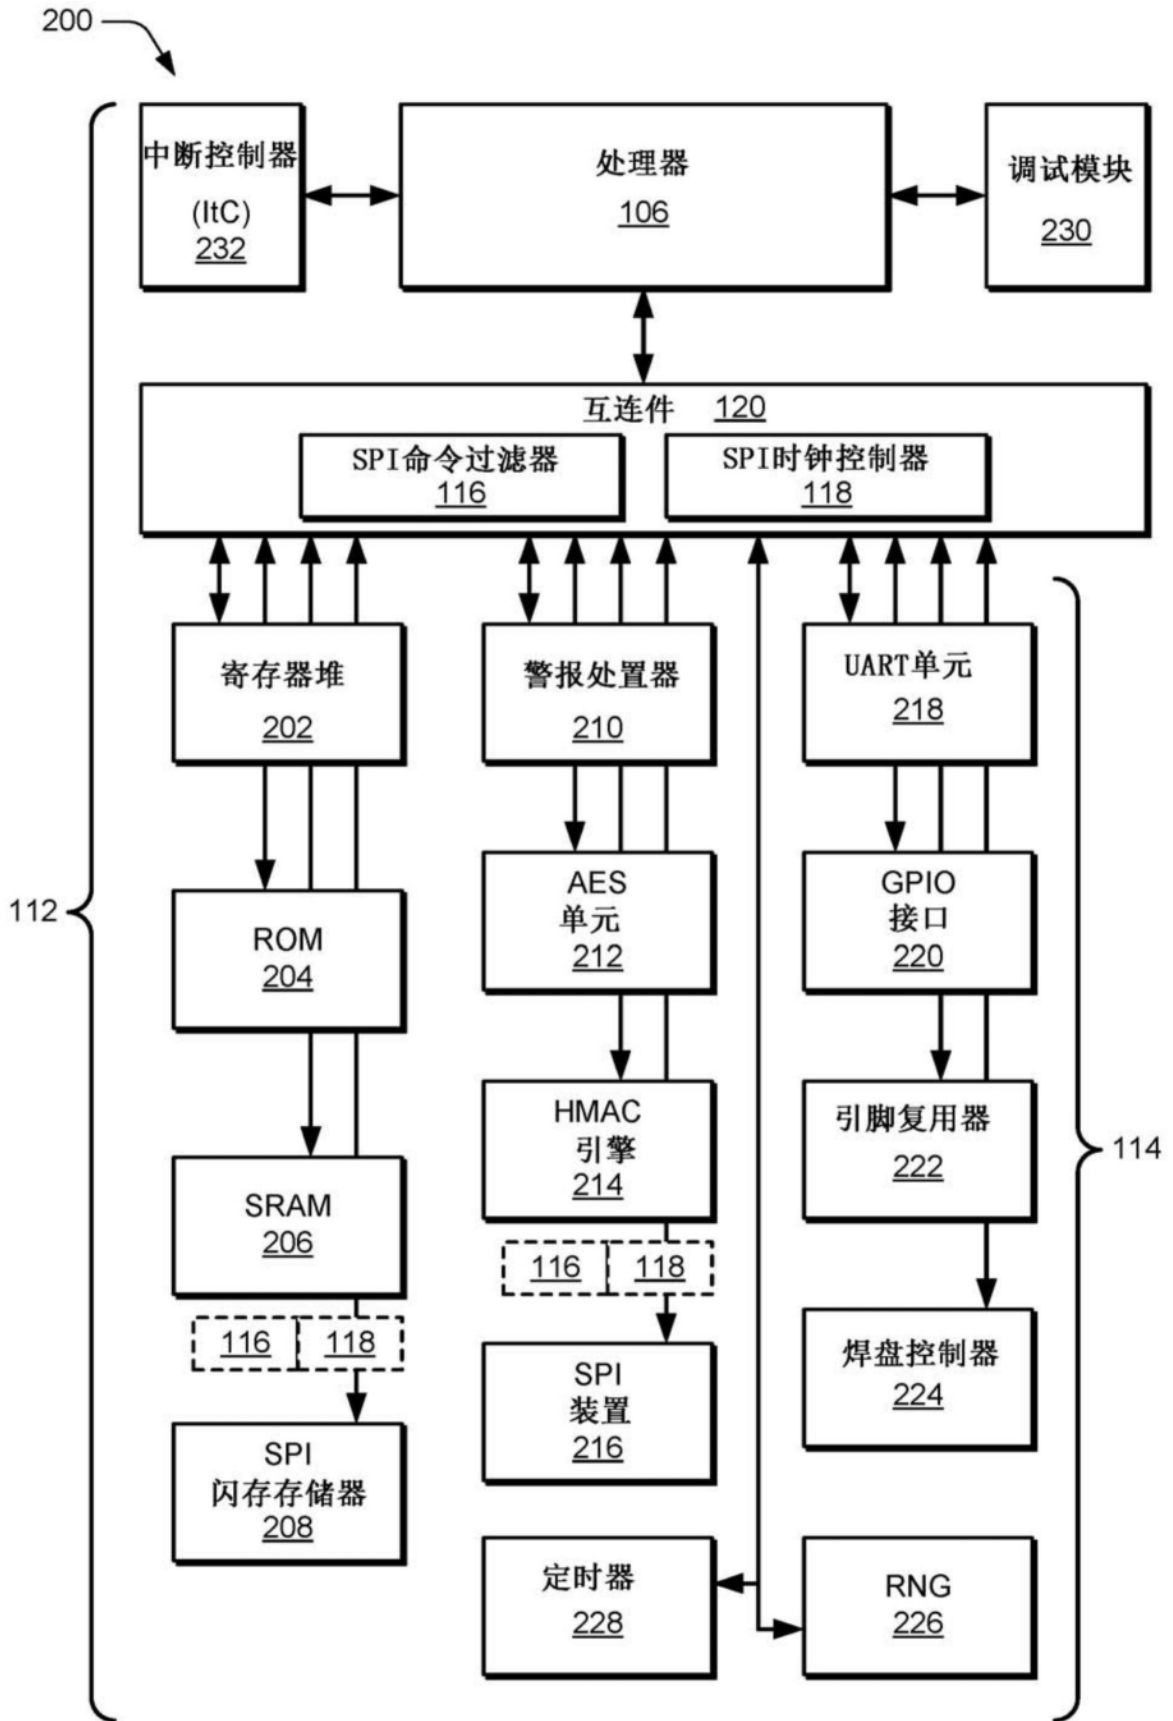 200
中断控制器
(ItC)
232
处理器
106
调试模块
230
互连件 120
SPI命令过滤器
116
SPI时钟控制器
118
寄存器堆
202
警报处置器
210
UART单元
218
ROM
204
AES
单元
212
GPIO
接口
220
112
SRAM
206
HMAC
引擎
214
引脚复用器
222
114
116 118
116 118
SPI
闪存存储器
208
SPI
装置
216
焊盘控制器
224
定时器
228
RNG
226